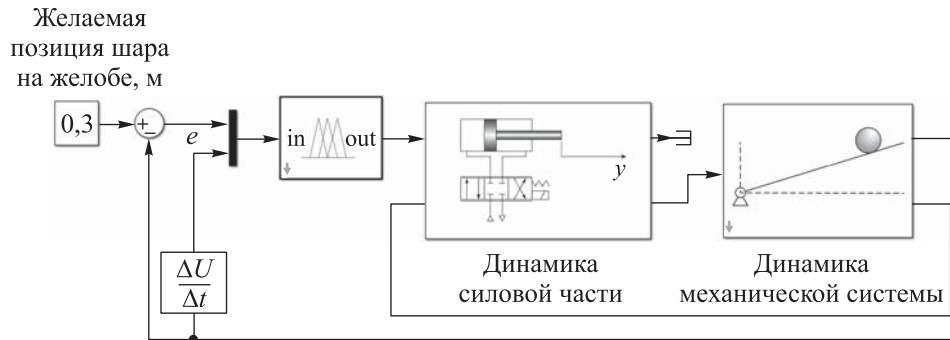 Желаемая
позиция шара
на желобе, м
0,3
+
−
e
in
out
y
ΔU
Δt
Динамика
силовой части
Динамика
механической системы